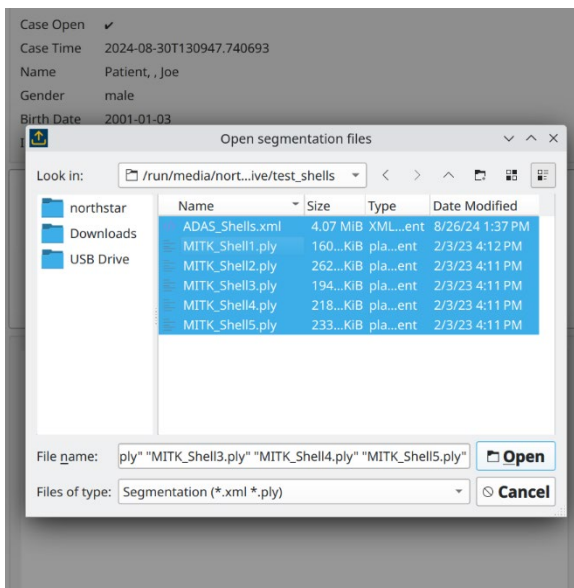 Case Open ✔
Case Time 2024-08-30T130947.740693
Name Patient, , Joe
Gender male
Birth Date 2001-01-03
Open segmentation files
Look in: /run/media/nort...ive/test_shells
northstar
Downloads
USB Drive
Name Size Type Date Modified
ADAS_Shells.xml 4.07 MiB XML...ent 8/26/24 1:37 PM
MITK_Shell1.ply 160...KiB pla...ent 2/3/23 4:12 PM
MITK_Shell2.ply 262...KiB pla...ent 2/3/23 4:11 PM
MITK_Shell3.ply 194...KiB pla...ent 2/3/23 4:11 PM
MITK_Shell4.ply 218...KiB pla...ent 2/3/23 4:11 PM
MITK_Shell5.ply 233...KiB pla...ent 2/3/23 4:11 PM
File name: ply" "MITK_Shell3.ply" "MITK_Shell4.ply" "MITK_Shell5.ply" Open
Files of type: Segmentation (*.xml *.ply) Cancel